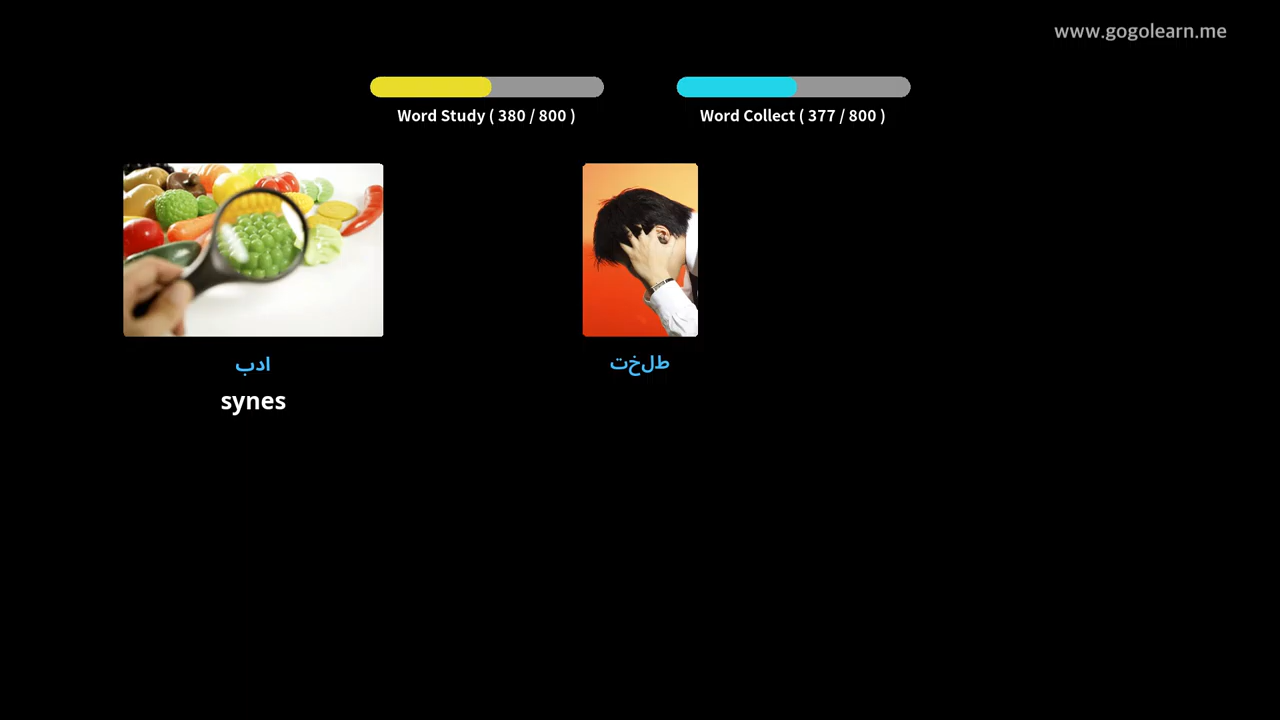 www.gogolearn.me
Word Study ( 380 / 800 )
Word Collect ( 377 / 800 )
ادب
طلخت
synes